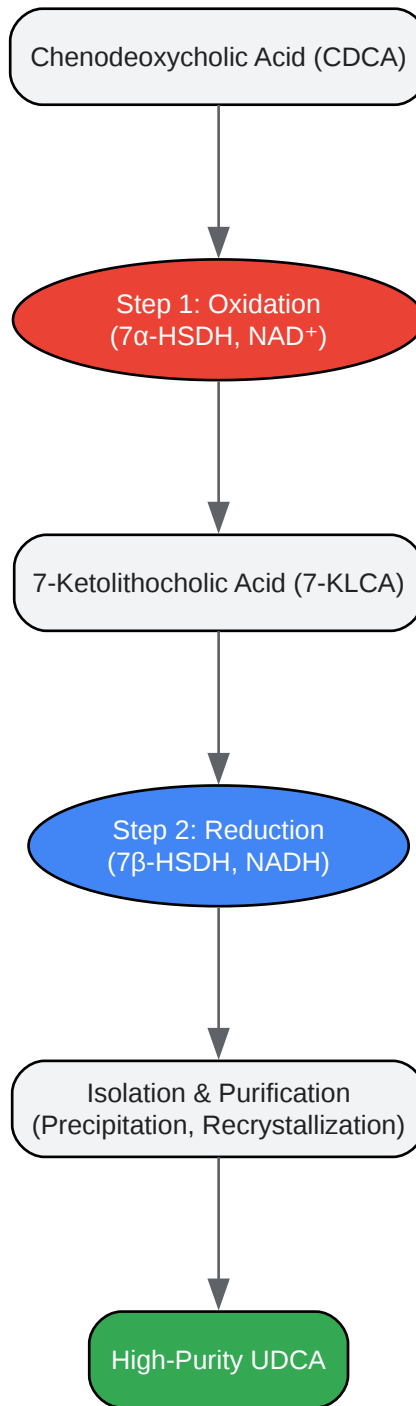 Chenodeoxycholic Acid (CDCA)
Step 1: Oxidation
(7α-HSDH, NAD⁺)
7-Ketolithocholic Acid (7-KLCA)
Step 2: Reduction
(7β-HSDH, NADH)
Isolation & Purification
(Precipitation, Recrystallization)
High-Purity UDCA